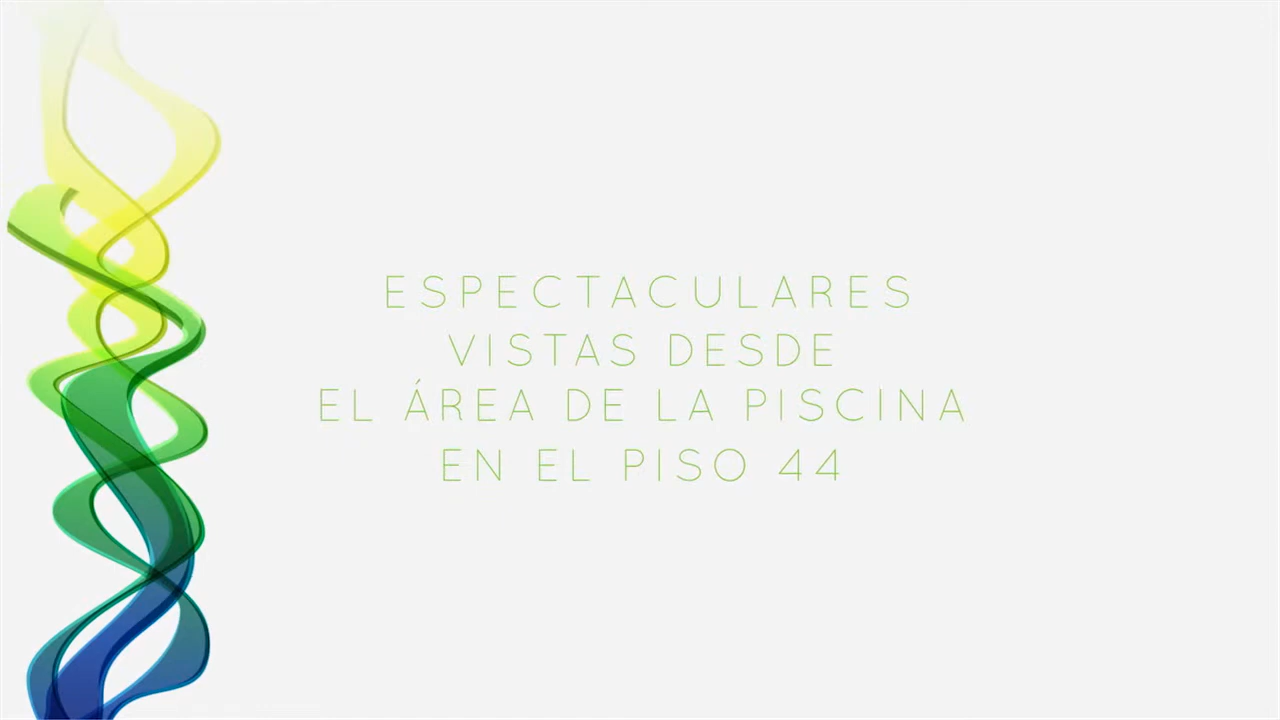 ESPECTACULARES
VISTAS DESDE
EL ÁREA DE LA PISCINA
EN EL PISO 44